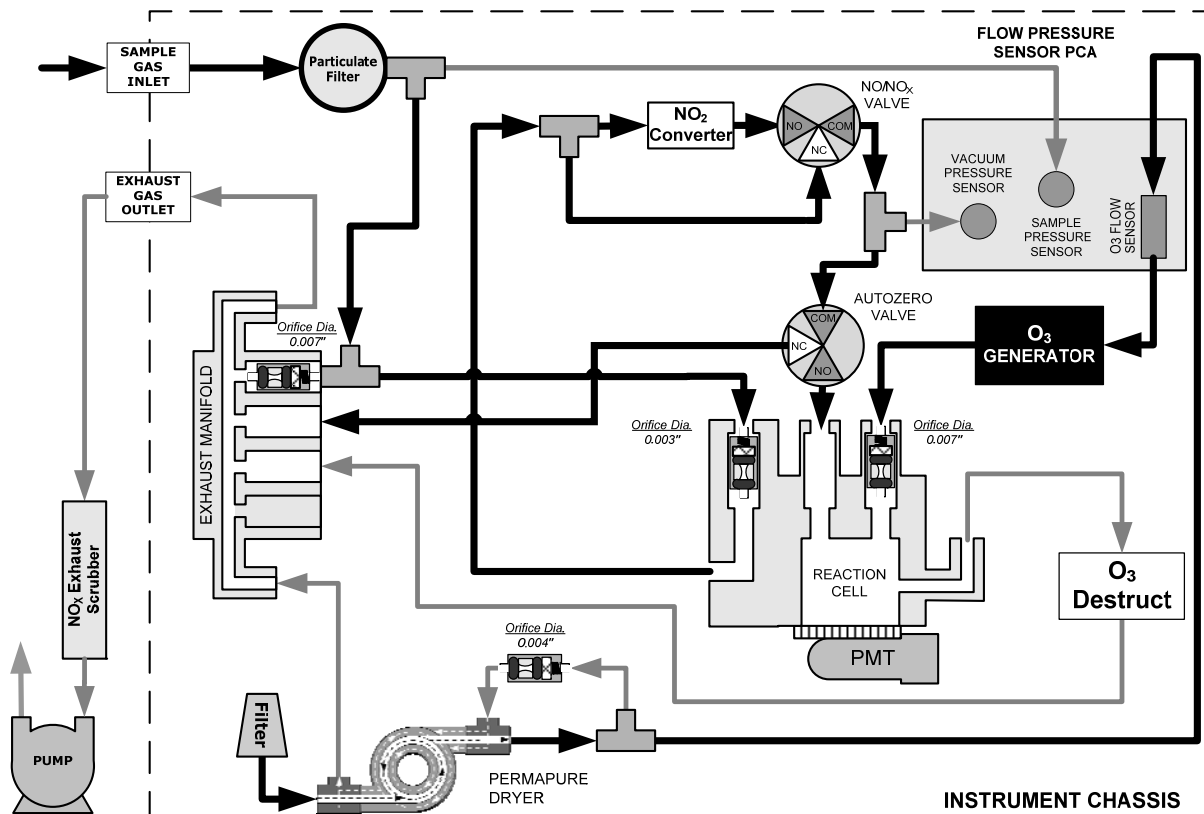 FLOW PRESSURE
SENSOR PCA
SAMPLE
GAS
INLET
Particulate
Filter
NO/NOX
VALVE
NO2
Converter
NO
COM
NC
VACUUM
PRESSURE
SENSOR
SAMPLE
PRESSURE
SENSOR
O3 FLOW
SENSOR
EXHAUST
GAS
OUTLET
AUTOZERO
VALVE
COM
NC
NO
O3
GENERATOR
Orifice Dia.
0.007"
EXHAUST MANIFOLD
Orifice Dia.
0.003"
Orifice Dia.
0.007"
REACTION
CELL
O3
Destruct
PMT
NOX Exhaust
Scrubber
Orifice Dia.
0.004"
Filter
PUMP
PERMAPURE
DRYER
INSTRUMENT CHASSIS